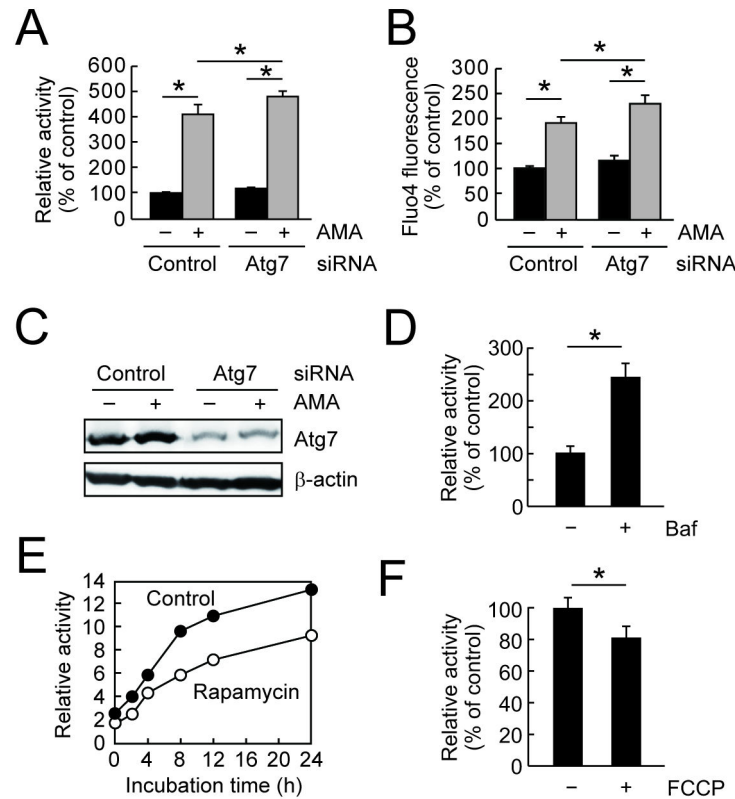 A
Relative activity
(% of control)
600
500
400
300
200
100
0
*
*
*
− + − + AMA
Control Atg7 siRNA
B
Fluo4 fluorescence
(% of control)
300
250
200
150
100
50
0
*
*
*
− + − + AMA
Control Atg7 siRNA
C
Control Atg7 siRNA
− + − + AMA
Atg7
β-actin
D
Relative activity
(% of control)
300
200
100
0
*
− + Baf
E
Relative activity
14
12
10
8
6
4
2
0
Control
Rapamycin
0 4 8 12 16 20 24
Incubation time (h)
F
Relative activity
(% of control)
100
80
60
40
20
0
*
− + FCCP